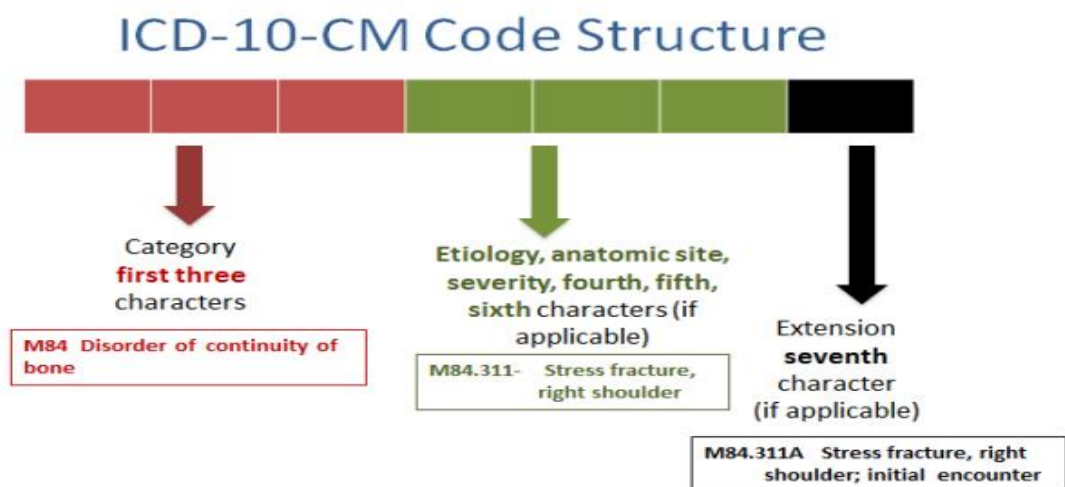 ICD-10-CM Code Structure
Category
first three
characters
M84 Disorder of continuity of
bone
Etiology, anatomic site,
severity, fourth, fifth,
sixth characters (if
applicable)
M84.311- Stress fracture,
right shoulder
Extension
seventh
character
(if applicable)
M84.311A Stress fracture, right
shoulder; initial encounter